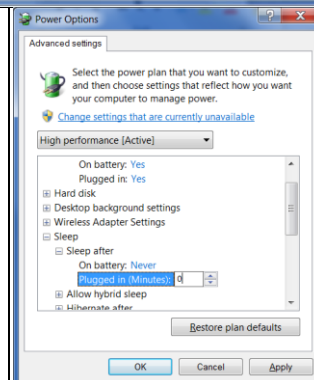 Power Options
Advanced settings
Select the power plan that you want to customize,
and then choose settings that reflect how you want
your computer to manage power.
Change settings that are currently unavailable
High performance [Active]
On battery: Yes
Plugged in: Yes
Hard disk
Desktop background settings
Wireless Adapter Settings
Sleep
Sleep after
On battery: Never
Plugged in (Minutes): 0
Allow hybrid sleep
Hibernate after
Restore plan defaults
OK Cancel Apply